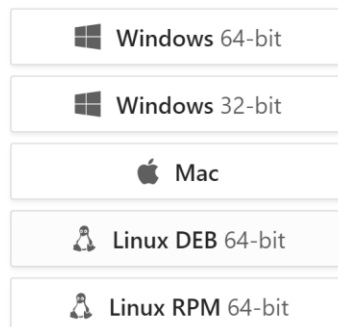 Windows 64-bit
Windows 32-bit
Mac
Linux DEB 64-bit
Linux RPM 64-bit